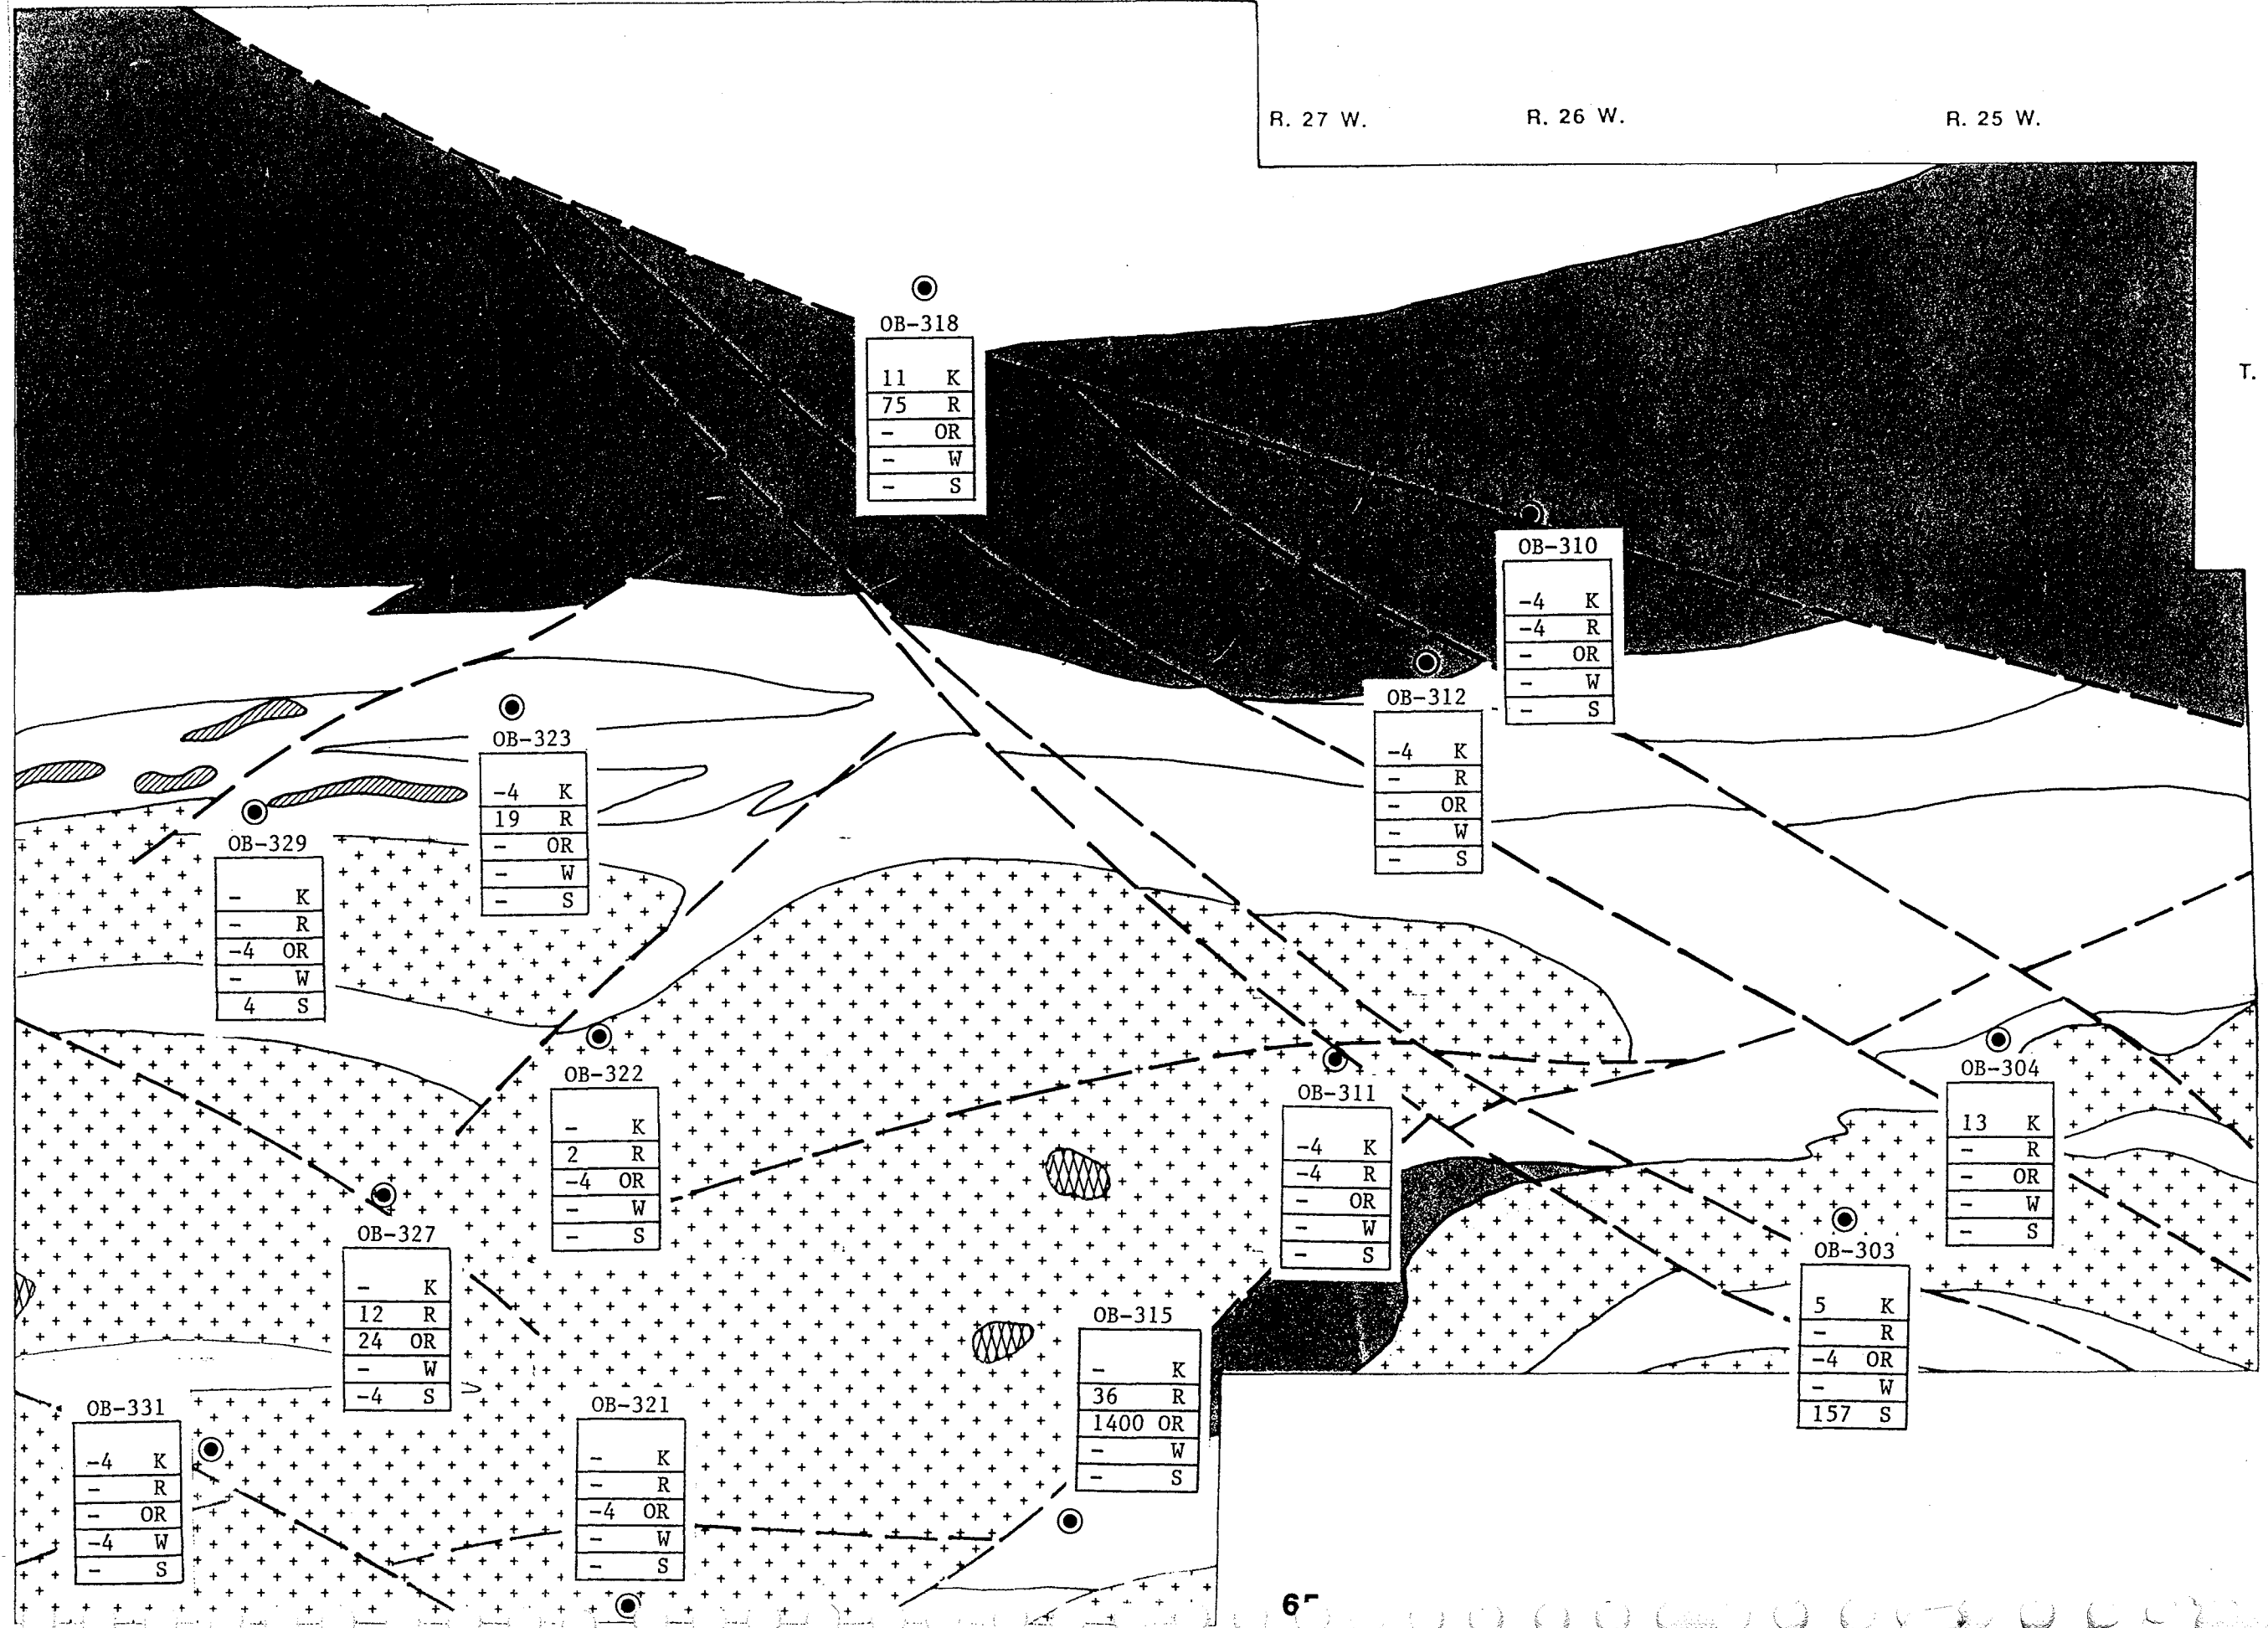 R. 27 W. R. 26 W. R. 25 W.
T.
OB-318
11 K
75 R
- OR
- W
- S
OB-310
-4 K
-4 R
- OR
- W
- S
OB-312
-4 K
- R
- OR
- W
- S
OB-323
-4 K
19 R
- OR
- W
- S
OB-329
- K
- R
-4 OR
- W
4 S
OB-322
- K
2 R
-4 OR
- W
- S
OB-311
-4 K
-4 R
- OR
- W
- S
OB-304
13 K
- R
- OR
- W
- S
OB-327
- K
12 R
24 OR
- W
-4 S
OB-303
5 K
- R
-4 OR
- W
157 S
OB-315
- K
36 R
1400 OR
- W
- S
OB-331
-4 K
- R
- OR
-4 W
- S
OB-321
- K
- R
-4 OR
- W
- S